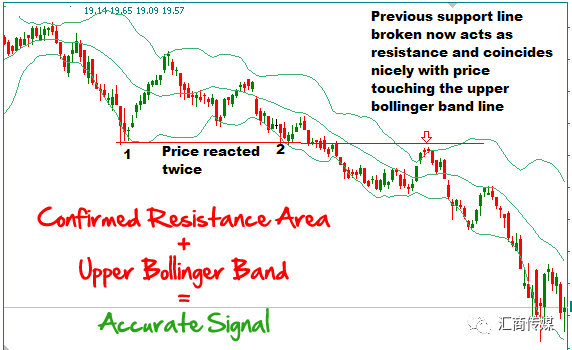 19,14 19,65 19,09 19,57
Previous support line
broken now acts as
resistance and coincides
nicely with price
touching the upper
bollinger band line
1
Price reacted
twice
2
Confirmed Resistance Area
+
Upper Bollinger Band
=
Accurate Signal
汇商传媒